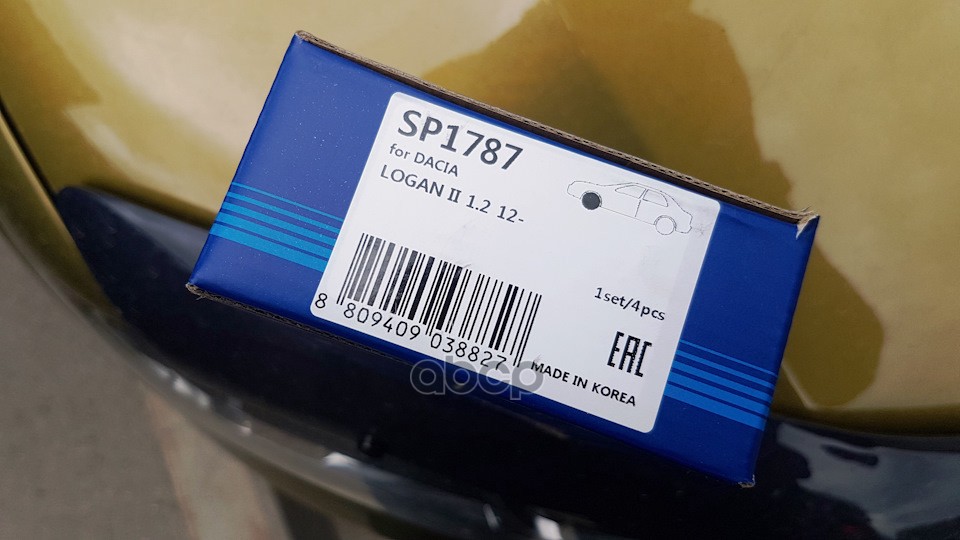 SP1787
for DACIA
LOGAN II 1.2 12-
1set/4pcs
8 809409 038827
EAC
MADE IN KOREA
abcp